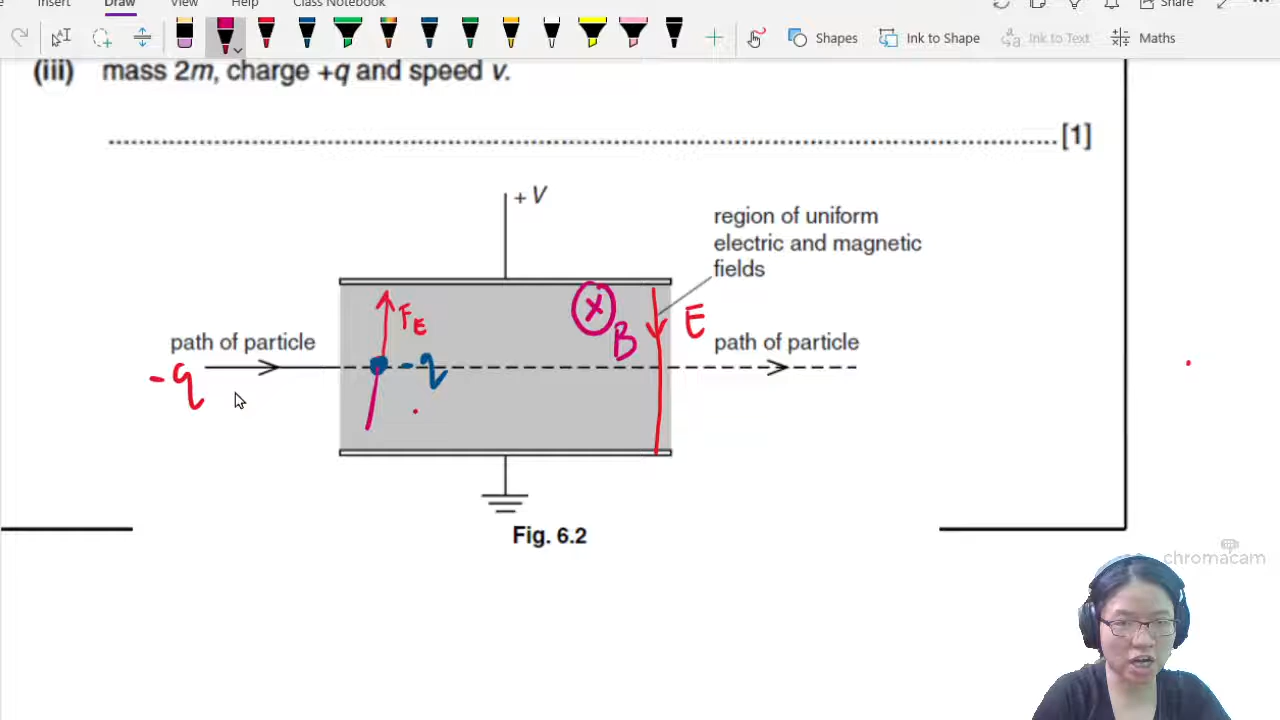 Insert Draw View Help Class Notebook Share
Shapes Ink to Shape Ink to Text Maths
(iii) mass 2m, charge +q and speed v.
[1]
+ V
region of uniform
electric and magnetic
fields
X
B
E
FE
path of particle
path of particle
-q
-q
Fig. 6.2
chromacam